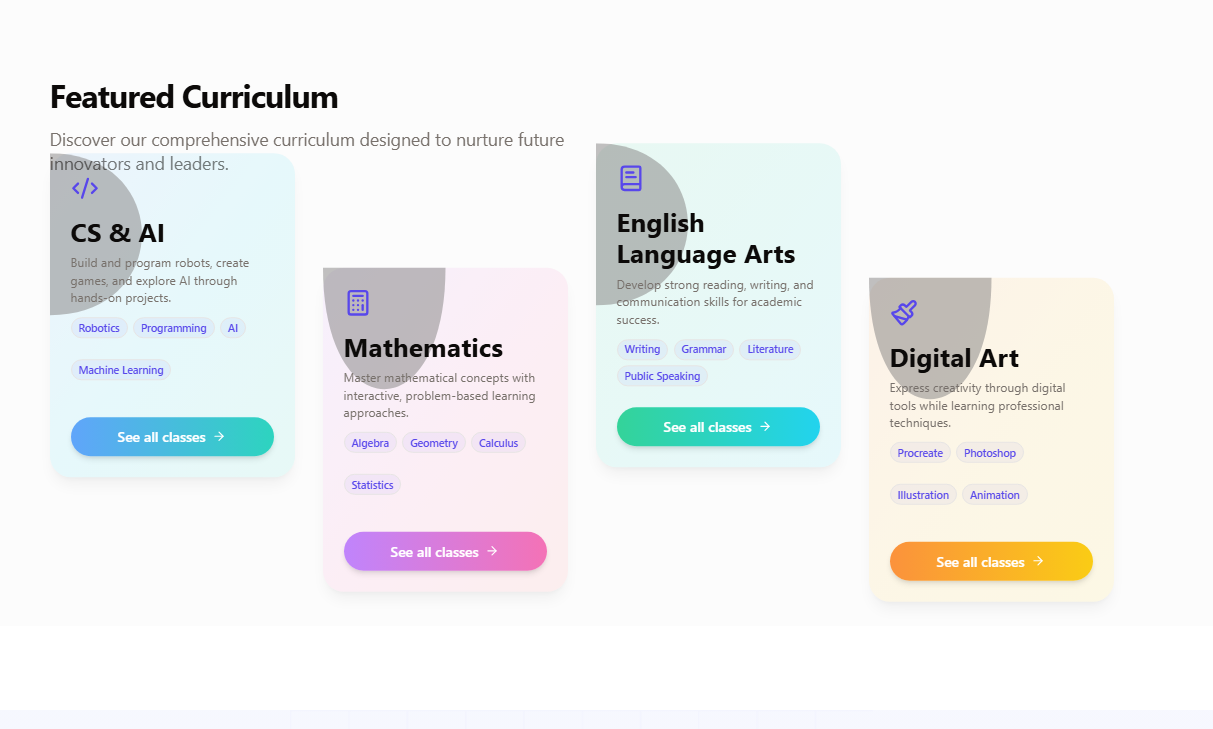 Featured Curriculum
Discover our comprehensive curriculum designed to nurture future
innovators and leaders.
CS & AI
Build and program robots, create
games, and explore AI through
hands-on projects.
Robotics Programming AI
Machine Learning
See all classes →
Mathematics
Master mathematical concepts with
interactive, problem-based learning
approaches.
Algebra Geometry Calculus
Statistics
See all classes →
English
Language Arts
Develop strong reading, writing, and
communication skills for academic
success.
Writing Grammar Literature
Public Speaking
See all classes →
Digital Art
Express creativity through digital
tools while learning professional
techniques.
Procreate Photoshop
Illustration Animation
See all classes →